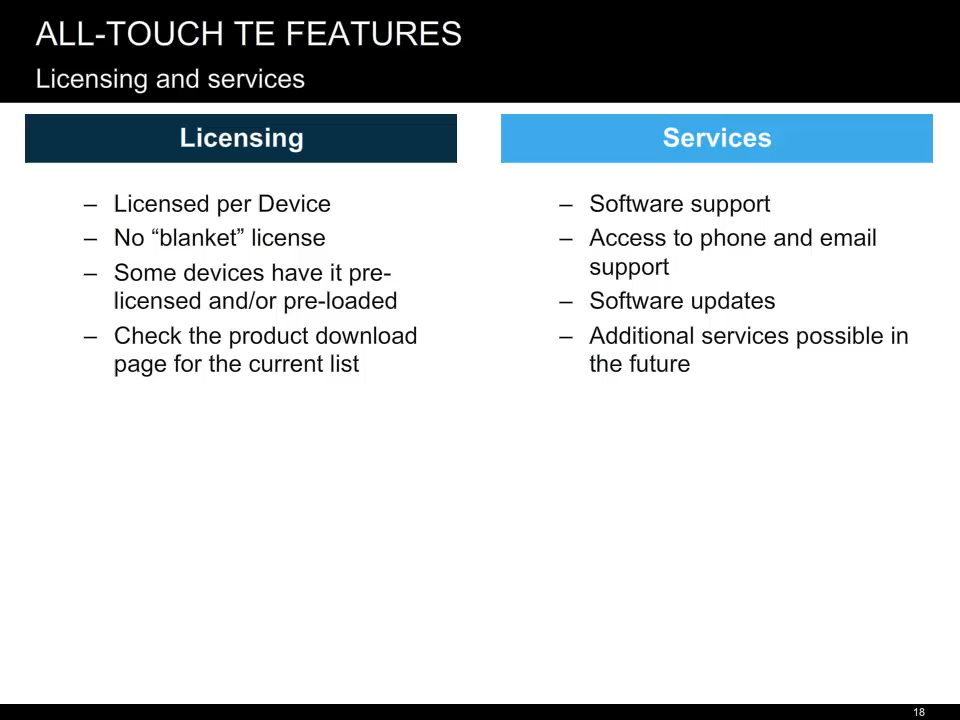 ALL-TOUCH TE FEATURES
Licensing and services
Licensing
– Licensed per Device
– No “blanket” license
– Some devices have it pre-
licensed and/or pre-loaded
– Check the product download
page for the current list
Services
– Software support
– Access to phone and email
support
– Software updates
– Additional services possible in
the future
18